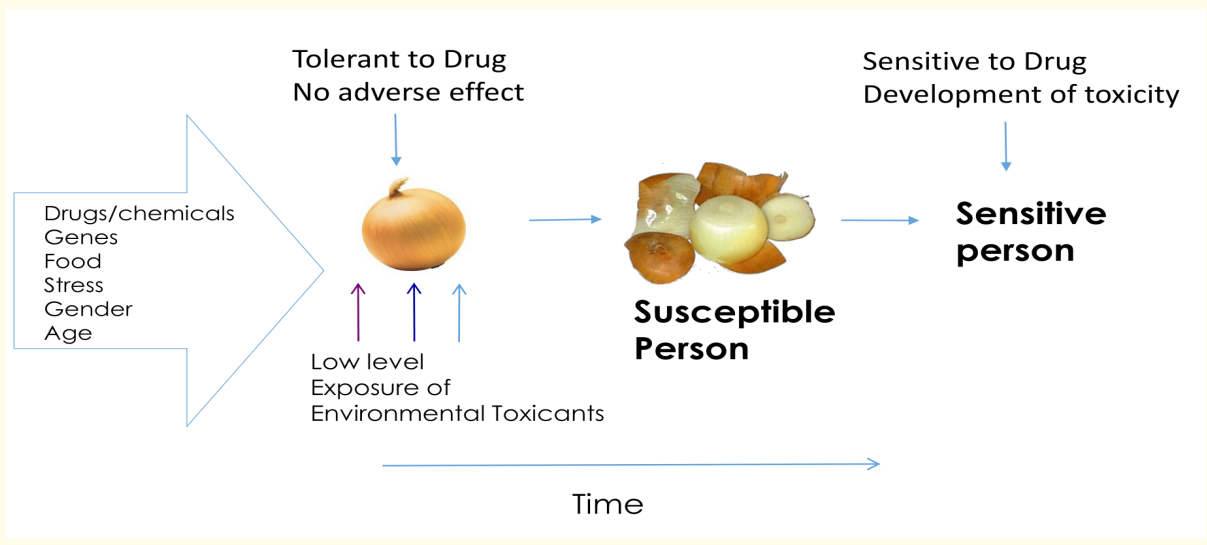 Tolerant to Drug
No adverse effect
Sensitive to Drug
Development of toxicity
Drugs/chemicals
Genes
Food
Stress
Gender
Age
Sensitive
person
Susceptible
Person
Low level
Exposure of
Environmental Toxicants
Time